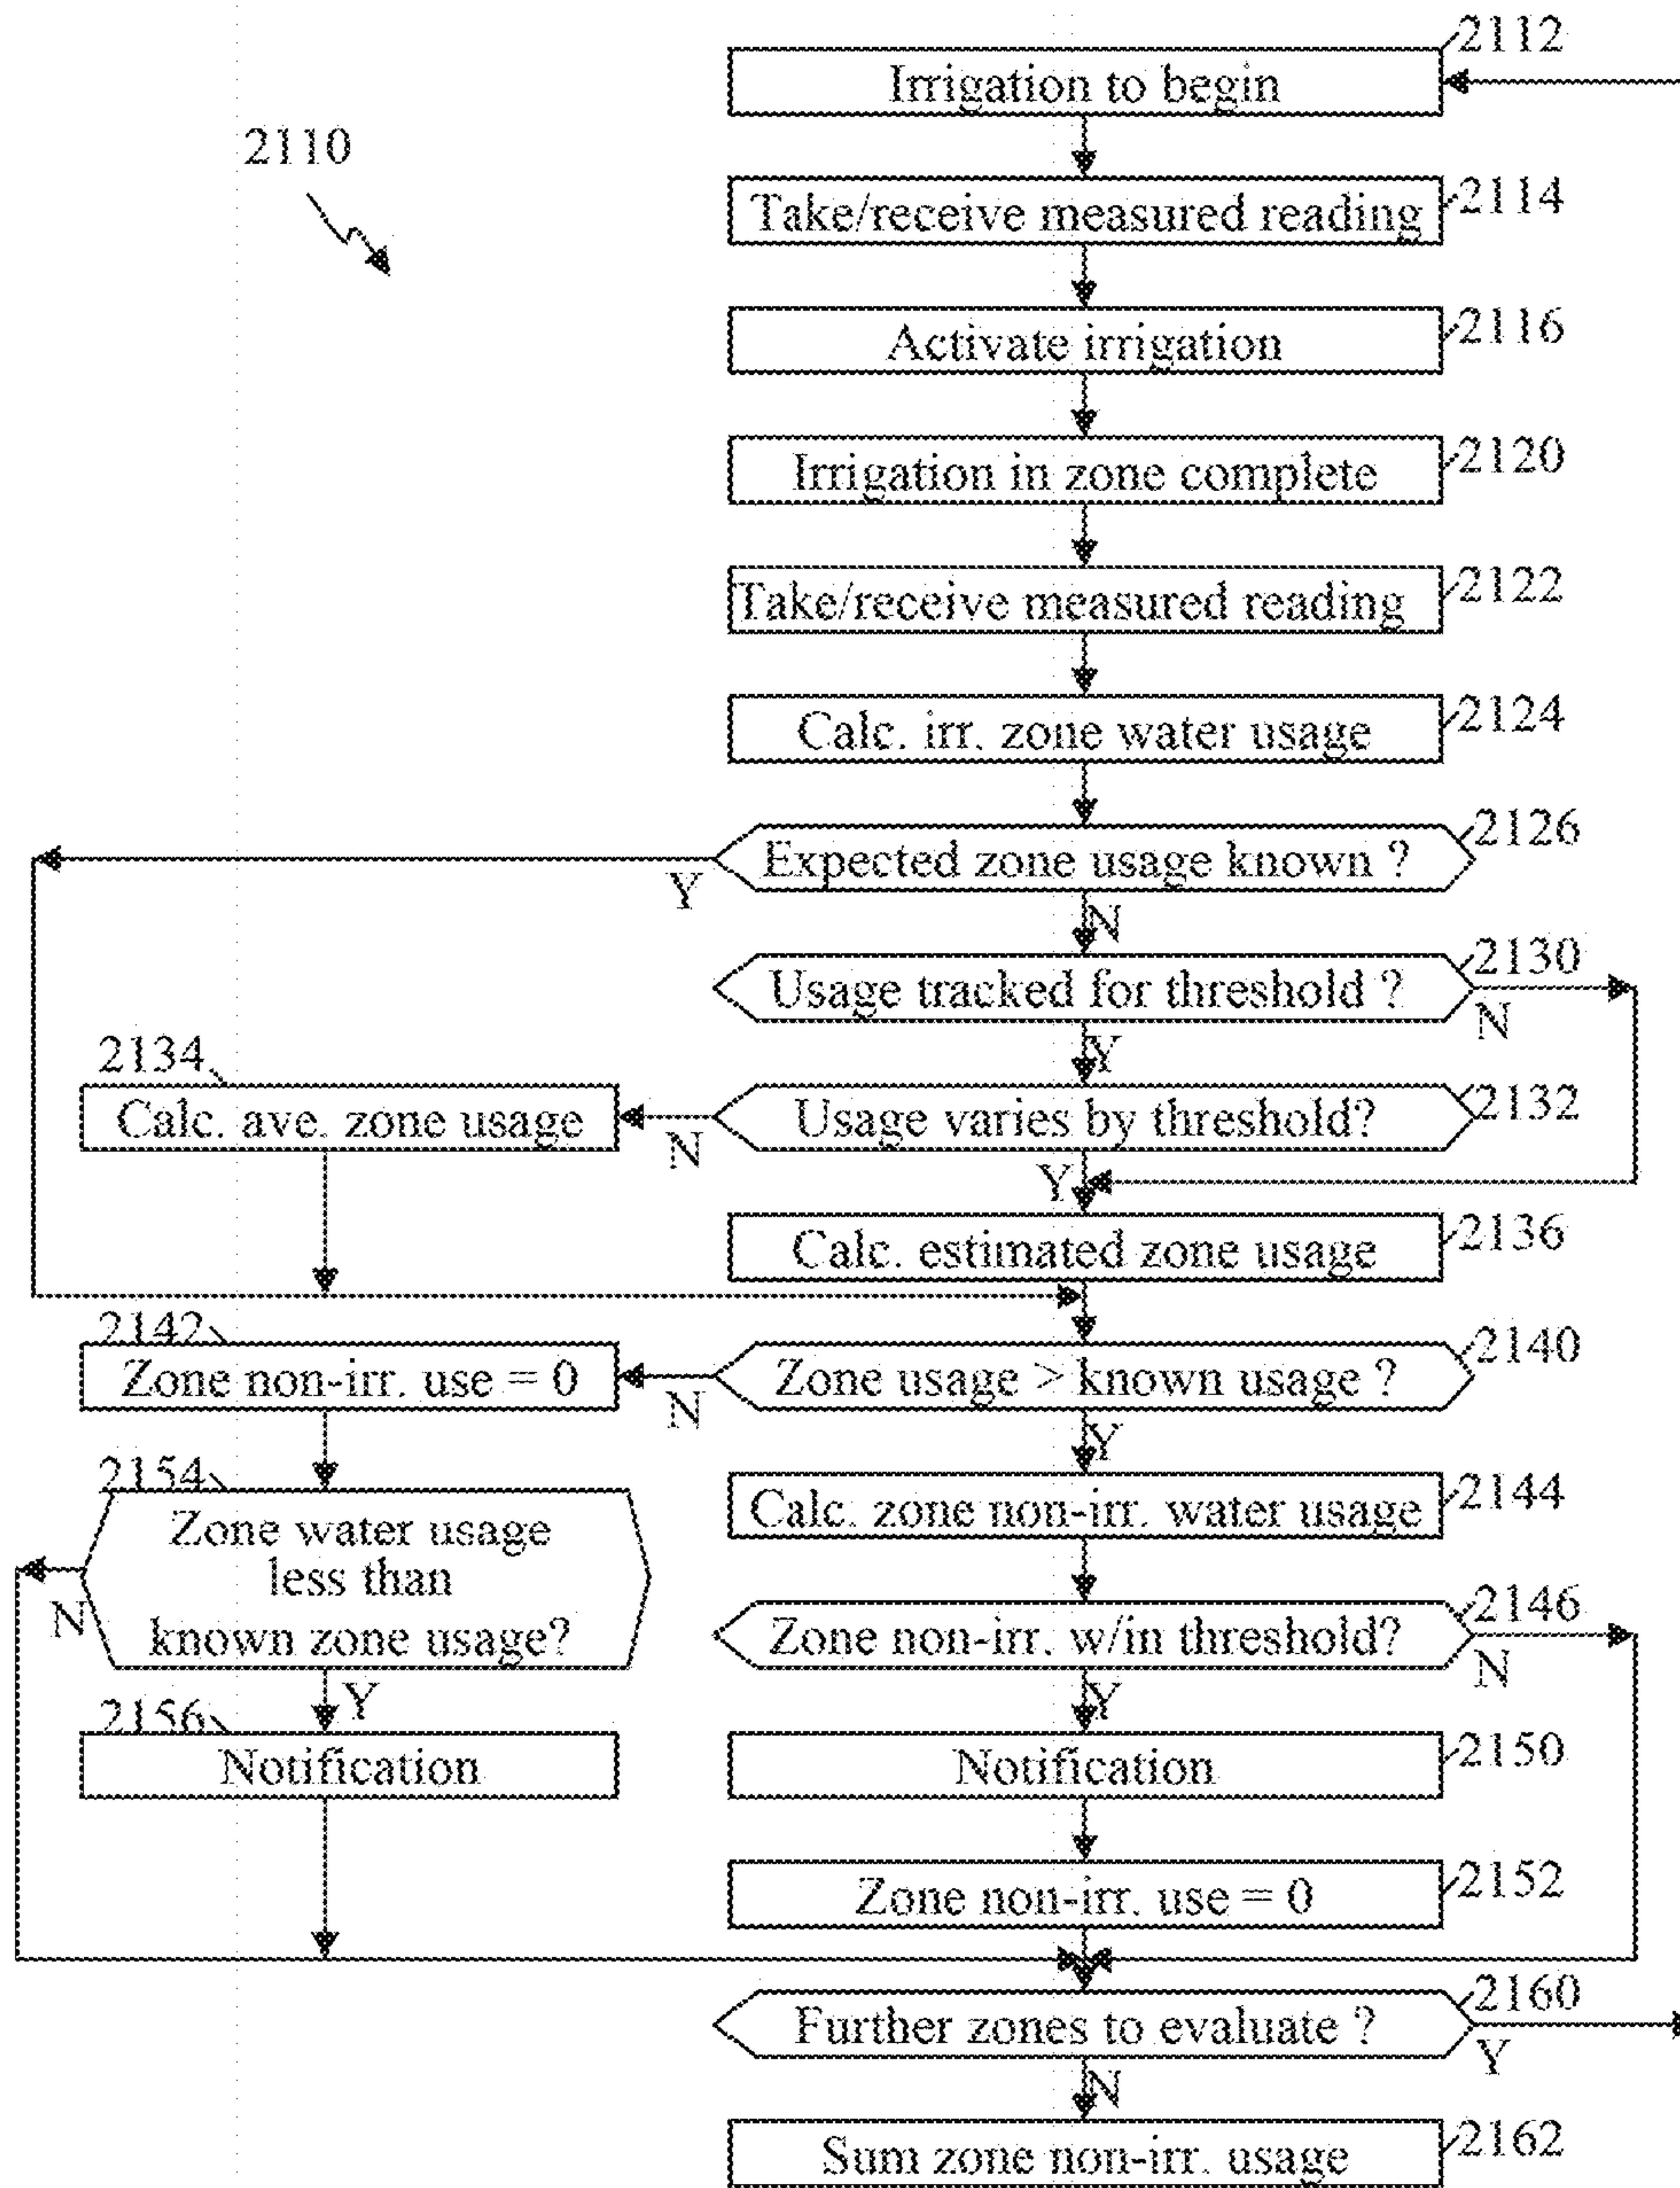 2112
Irrigation to begin
2110
2114
Take/receive measured reading
2116
Activate irrigation
2120
Irrigation in zone complete
2122
Take/receive measured reading
2124
Calc. irr. zone water usage
2126
Expected zone usage known ?
Y
N
2130
Usage tracked for threshold ?
N
Y
2134
Calc. ave. zone usage
2132
Usage varies by threshold?
N
Y
2136
Calc. estimated zone usage
2142
Zone non-irr. use = 0
2140
Zone usage > known usage ?
N
Y
2154
Zone water usage
less than
known zone usage?
N
Y
2144
Calc. zone non-irr. water usage
2146
Zone non-irr. w/in threshold?
N
Y
2156
Notification
2150
Notification
2152
Zone non-irr. use = 0
2160
Further zones to evaluate ?
Y
N
2162
Sum zone non-irr. usage